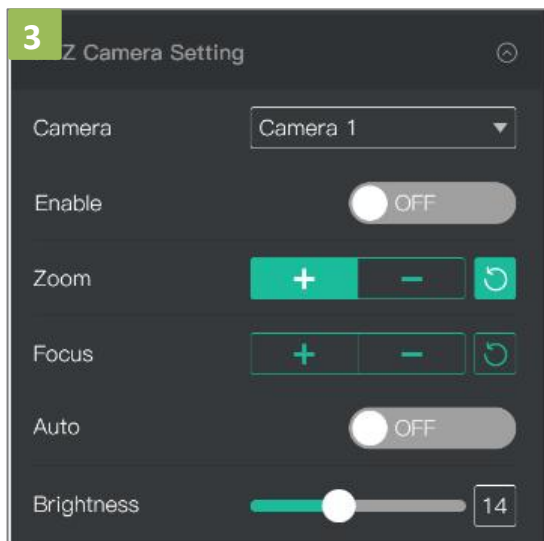 3
Z Camera Setting
Camera Camera 1
Enable OFF
Zoom + −
Focus + −
Auto OFF
Brightness 14